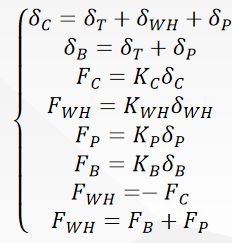 δ_C = δ_T + δ_WH + δ_P
δ_B = δ_T + δ_P
F_C = K_C δ_C
F_WH = K_WH δ_WH
F_P = K_P δ_P
F_B = K_B δ_B
F_WH =− F_C
F_WH = F_B + F_P